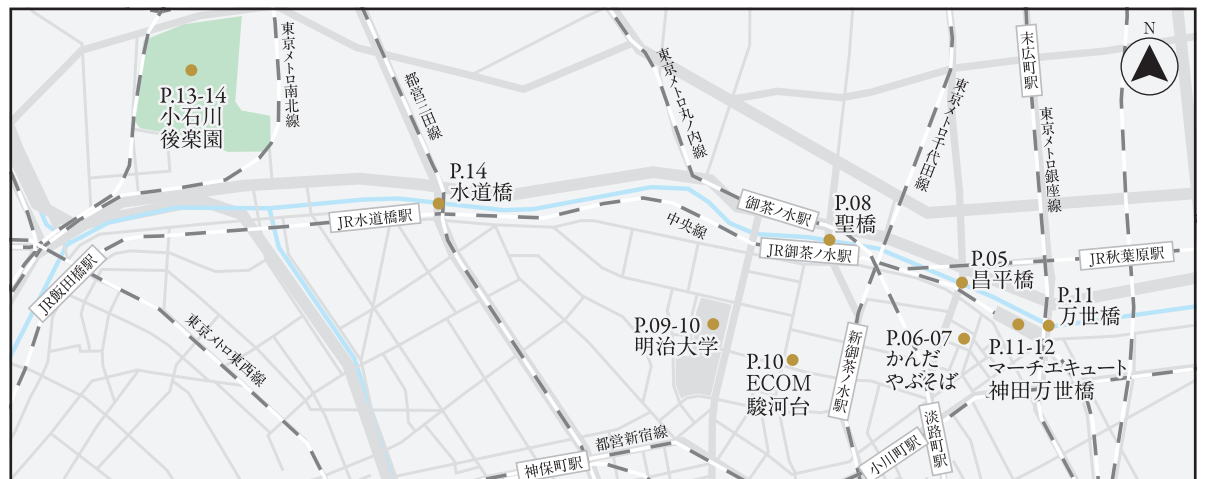 東京メトロ南北線
P.13-14
小石川
後楽園
都営三田線
東京メトロ丸ノ内線
東京メトロ千代田線
末広町駅
東京メトロ銀座線
N
P.14
水道橋
JR水道橋駅
中央線
御茶ノ水駅
JR御茶ノ水駅
P.08
聖橋
P.05
昌平橋
JR秋葉原駅
JR飯田橋駅
東京メトロ東西線
P.09-10
明治大学
P.10
ECOM
駿河台
新御茶ノ水駅
P.06-07
かんだ
やぶそば
P.11
万世橋
P.11-12
マーチエキュート
神田万世橋
都営新宿線
神保町駅
小川町駅
淡路町駅